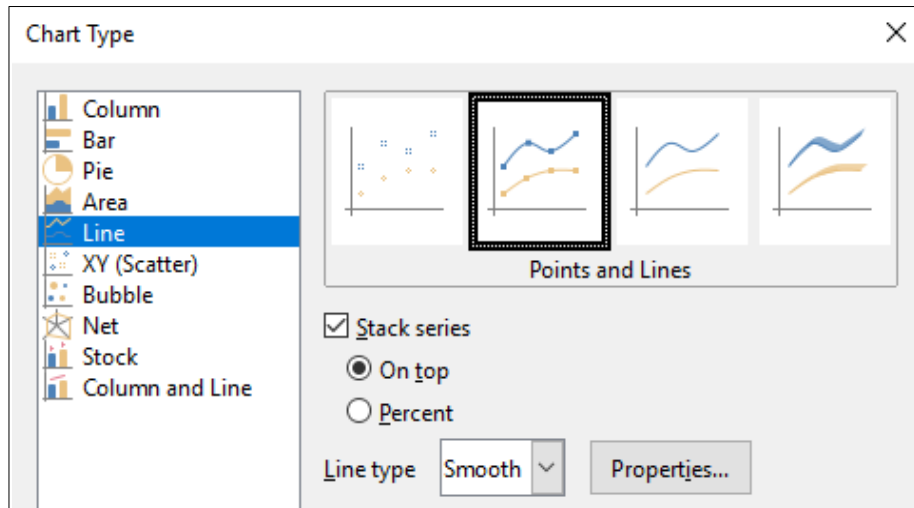 Chart Type
Column
Bar
Pie
Area
Line
XY (Scatter)
Bubble
Net
Stock
Column and Line
Points and Lines
Stack series
On top
Percent
Line type Smooth Properties...